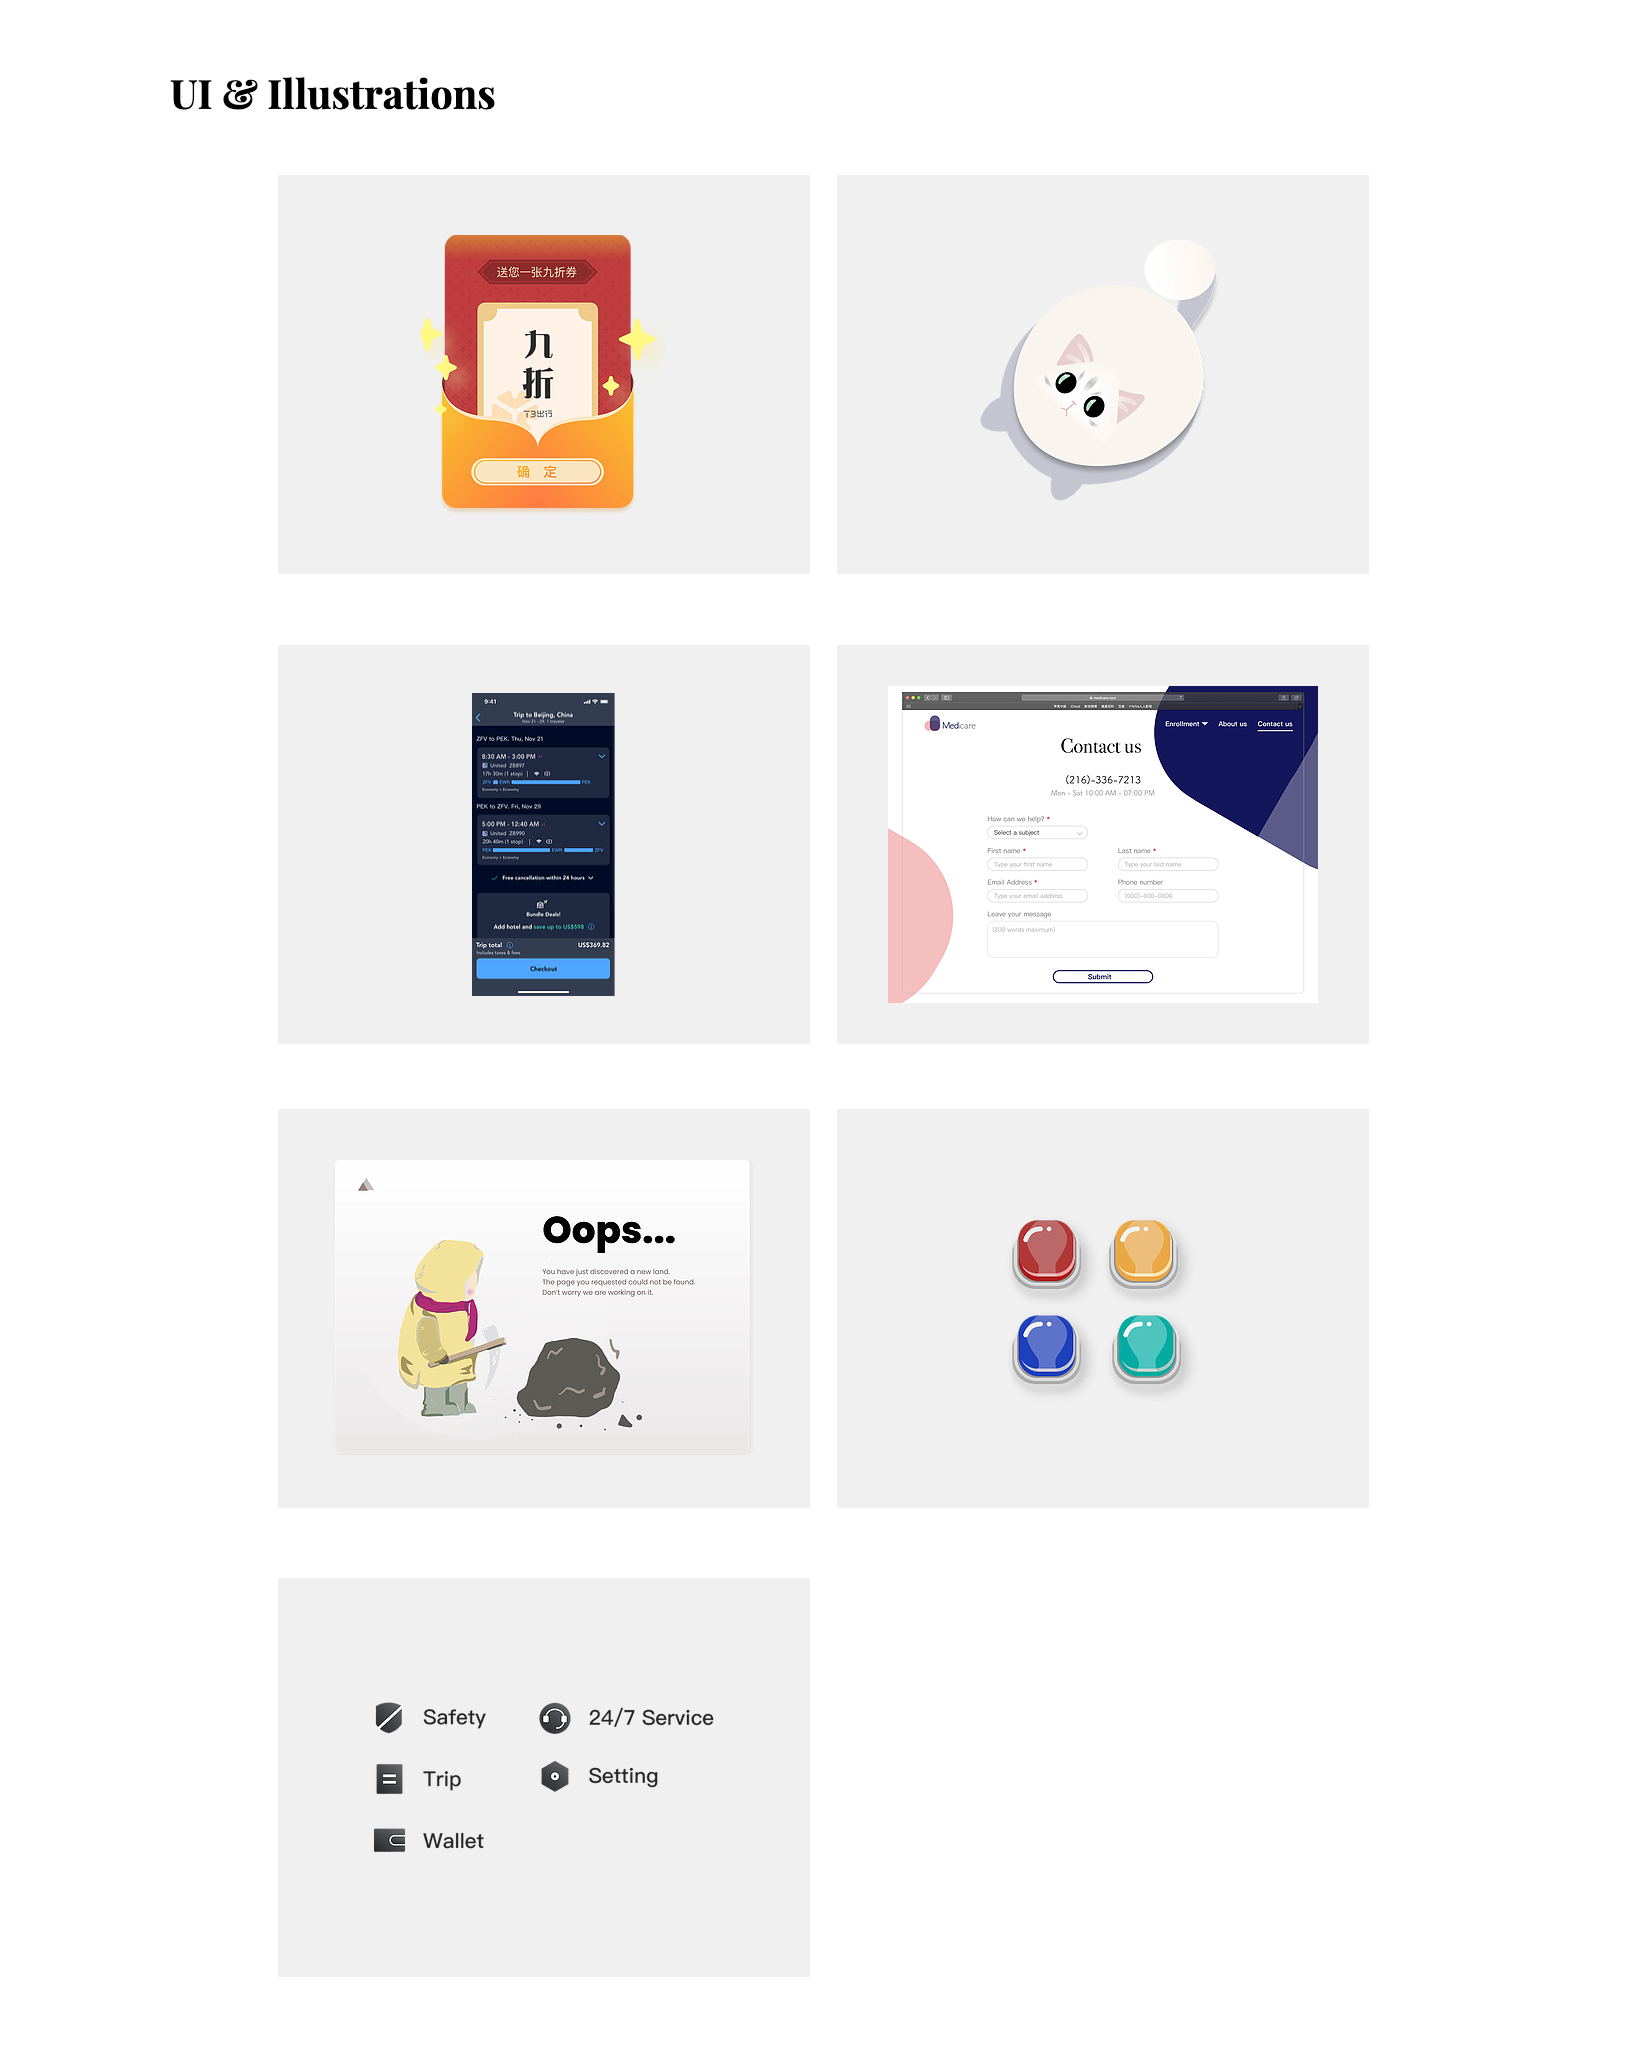 UI & Illustrations
送您一张九折券
九
折
T3出行
确 定
9:41
Trip to Beijing, China
Nov 21 - 29, 1 traveler
ZFV to PEK. Thu, Nov 21
8:30 AM - 3:00 PM
United ZB897
17h 30m (1 stop) |
ZFV EWR PEK
Economy + Economy
PEK to ZFV. Fri, Nov 29
5:00 PM - 12:40 AM
United ZB990
20h 40m (1 stop) |
PEK EWR ZFV
Economy + Economy
Free cancellation within 24 hours
Bundle Deals!
Add hotel and save up to US$598
Trip total US$369.82
Includes taxes & fees
Checkout
medicare.com
iCloud
Medicare
Enrollment About us Contact us
Contact us
(216)-336-7213
Mon - Sat 10:00 AM - 07:00 PM
How can we help? *
Select a subject
First name * Last name *
Type your first name Type your last name
Email Address * Phone number
Type your email address (000)-000-0000
Leave your message
(200 words maximum)
Submit
Oops...
You have just discovered a new land.
The page you requested could not be found.
Don't worry we are working on it.
Safety 24/7 Service
Trip Setting
Wallet